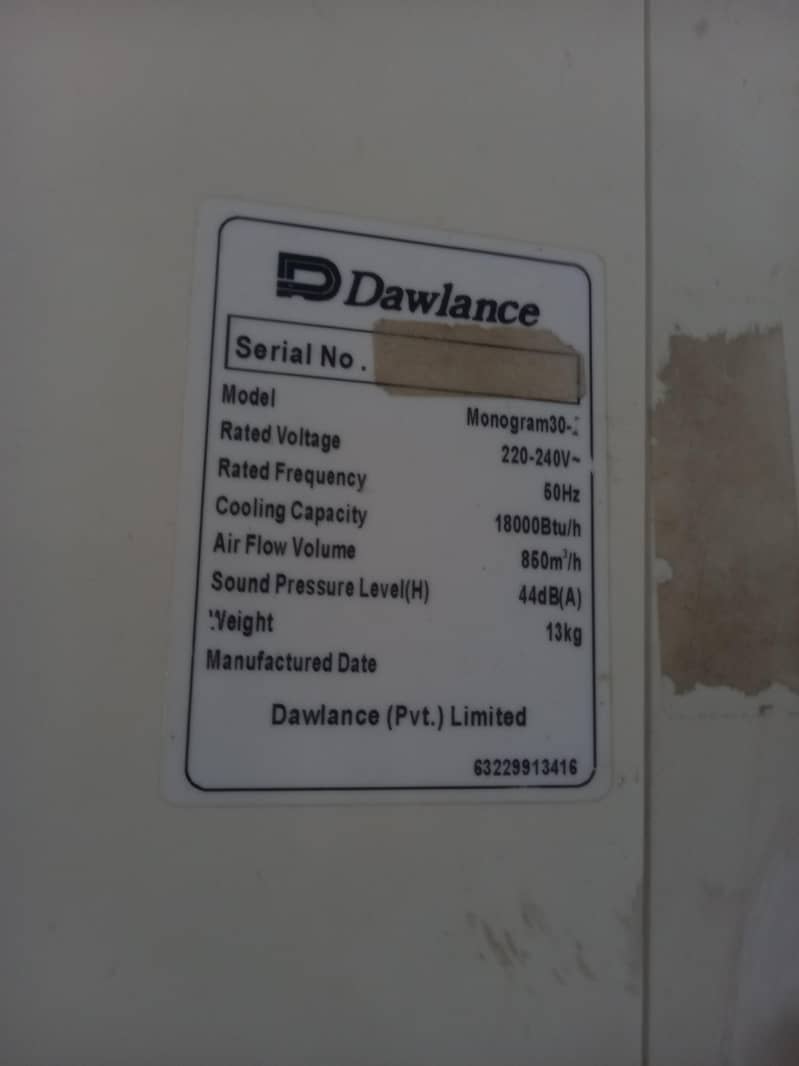 Dawlance
Serial No .
Model Monogram30-
Rated Voltage 220-240V~
Rated Frequency 50Hz
Cooling Capacity 18000Btu/h
Air Flow Volume 850m³/h
Sound Pressure Level(H) 44dB(A)
Weight 13kg
Manufactured Date
Dawlance (Pvt.) Limited
63229913416